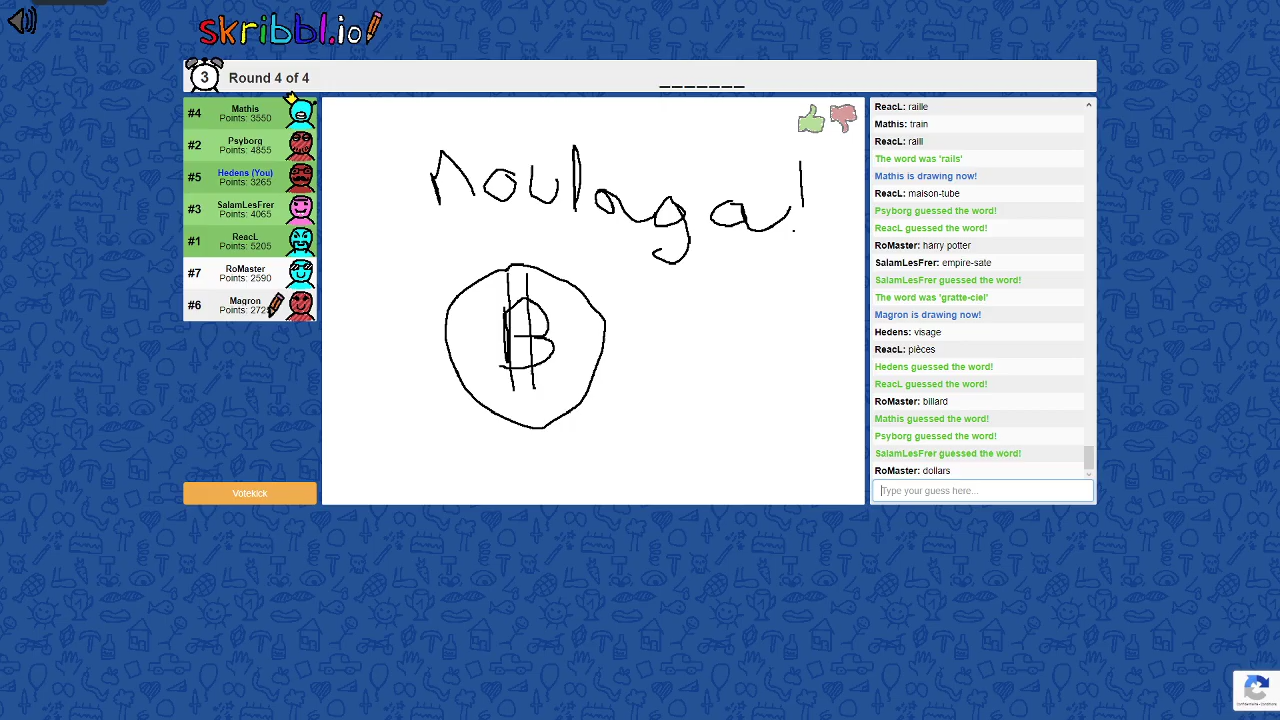 skribbl.io
3
Round 4 of 4
_______
#4
Mathis
Points: 3550
#2
Psyborg
Points: 4855
#5
Hedens (You)
Points: 3265
#3
SalamLesFrer
Points: 4065
#1
ReacL
Points: 5205
#7
RoMaster
Points: 2590
#6
Magron
Points: 272
Votekick
Moulaga!
B
ReacL: raille
Mathis: train
ReacL: raill
The word was 'rails'
Mathis is drawing now!
ReacL: maison-tube
Psyborg guessed the word!
ReacL guessed the word!
RoMaster: harry potter
SalamLesFrer: empire-sate
SalamLesFrer guessed the word!
The word was 'gratte-ciel'
Magron is drawing now!
Hedens: visage
ReacL: pièces
Hedens guessed the word!
ReacL guessed the word!
RoMaster: billard
Mathis guessed the word!
Psyborg guessed the word!
SalamLesFrer guessed the word!
RoMaster: dollars
Type your guess here...